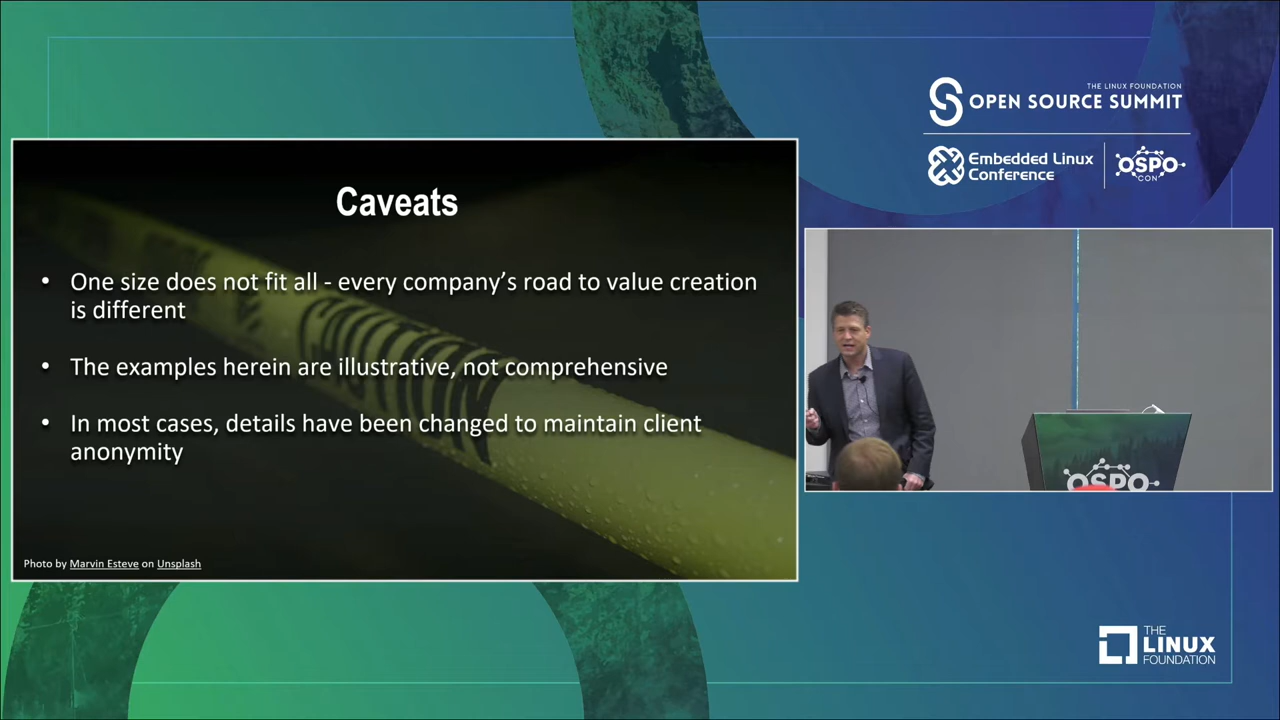 THE LINUX FOUNDATION
OPEN SOURCE SUMMIT
Embedded Linux
Conference
OSPO
CON
Caveats
• One size does not fit all - every company’s road to value creation
is different
• The examples herein are illustrative, not comprehensive
• In most cases, details have been changed to maintain client
anonymity
Photo by Marvin Esteve on Unsplash
OSPO
THE
LINUX
FOUNDATION